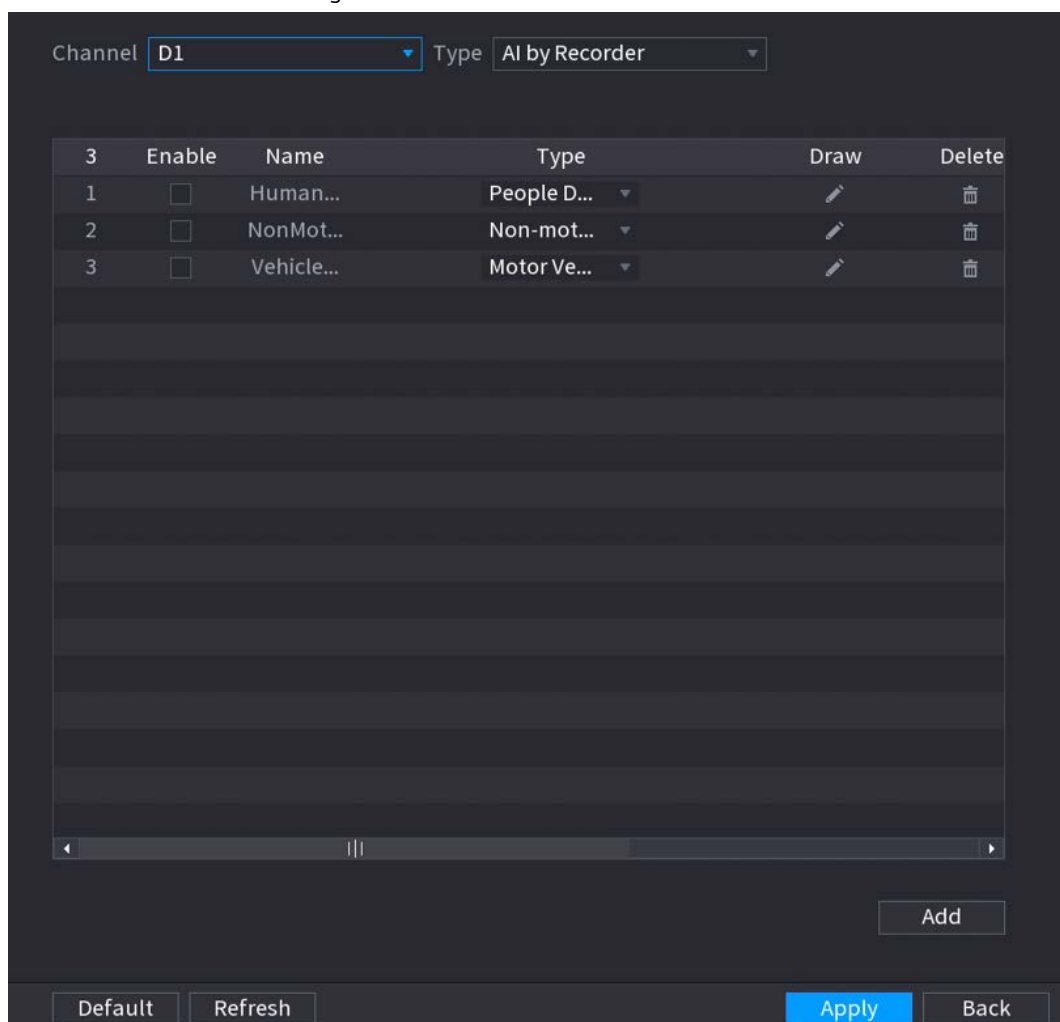 Channel D1 Type AI by Recorder
3 Enable Name Type Draw Delete
1 Human... People D...
2 NonMot... Non-mot...
3 Vehicle... Motor Ve...
Add
Default Refresh Apply Back